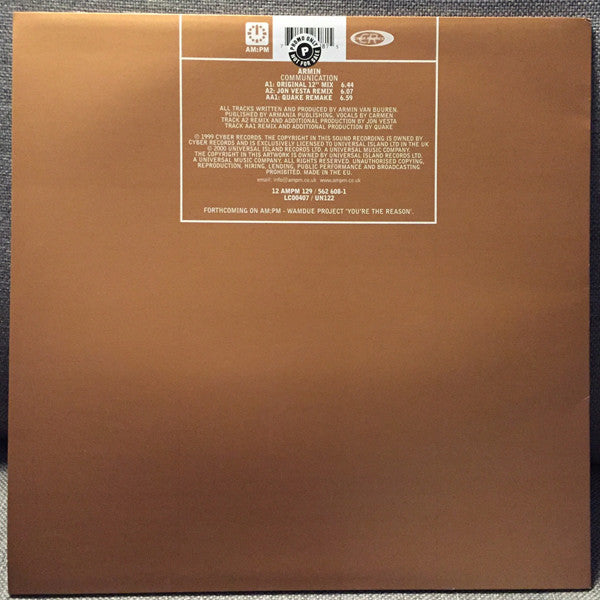 AM:PM
PROMO ONLY
P
NOT FOR SALE
ARMIN
COMMUNICATION
A1: ORIGINAL 12" MIX 6.44
A2: JON VESTA REMIX 6.07
AA1: QUAKE REMAKE 6.59
ALL TRACKS WRITTEN AND PRODUCED BY ARMIN VAN BUUREN.
PUBLISHED BY ARMANIA PUBLISHING. VOCALS BY CARMEN
TRACK A2 REMIX AND ADDITIONAL PRODUCTION BY JON VESTA
TRACK AA1 REMIX AND ADDITIONAL PRODUCTION BY QUAKE
℗ 1999 CYBER RECORDS. THE COPYRIGHT IN THIS SOUND RECORDING IS OWNED BY
CYBER RECORDS AND IS EXCLUSIVELY LICENSED TO UNIVERSAL ISLAND LTD IN THE UK
© 2000 UNIVERSAL ISLAND RECORDS LTD. A UNIVERSAL MUSIC COMPANY.
THE COPYRIGHT IN THIS ARTWORK IS OWNED BY UNIVERSAL ISLAND RECORDS LTD.
A UNIVERSAL MUSIC COMPANY. ALL RIGHTS RESERVED. UNAUTHORISED COPYING,
REPRODUCTION, HIRING, LENDING, PUBLIC PERFORMANCE AND BROADCASTING
PROHIBITED. MADE IN THE EU.
email: info@ampm.co.uk www.ampm.co.uk
12 AMPM 129 / 562 608-1
LC00407 / UN122
FORTHCOMING ON AM:PM - WAMDUE PROJECT 'YOU'RE THE REASON'.